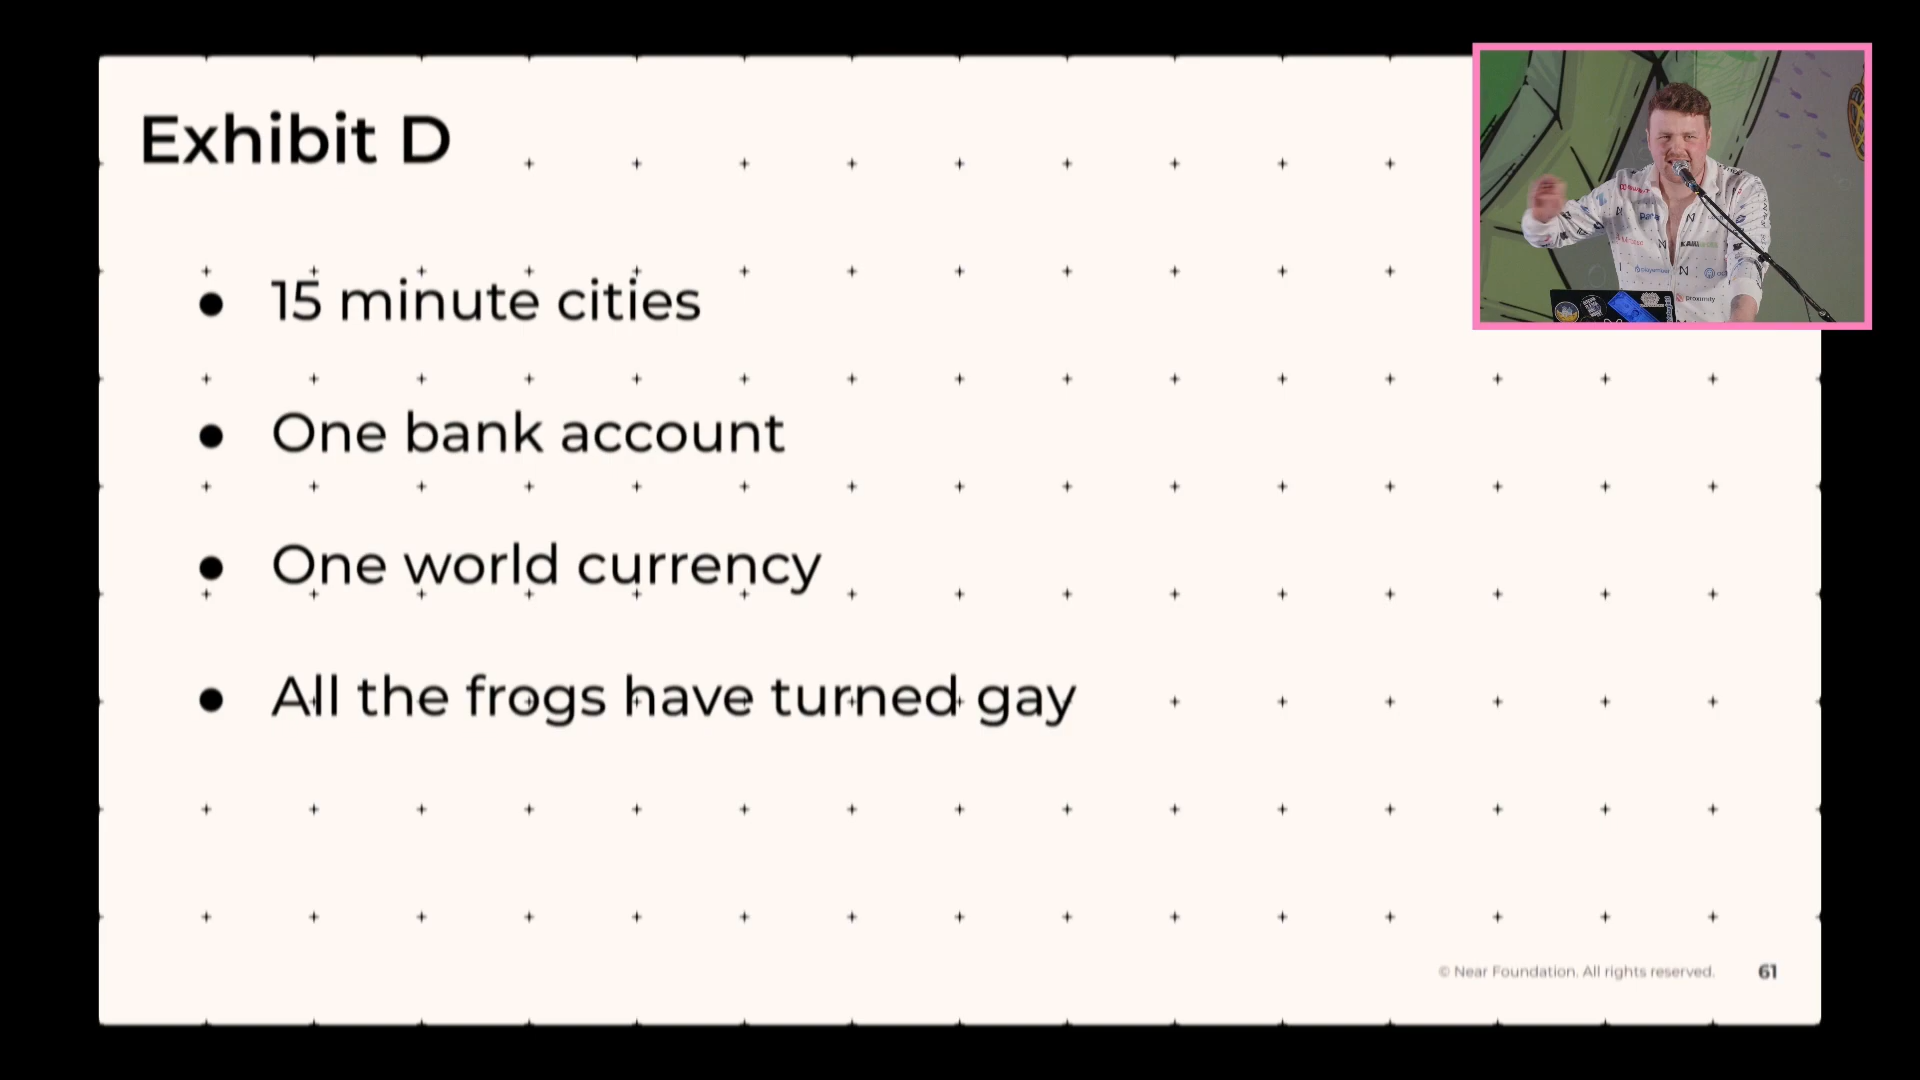 Exhibit D
● 15 minute cities
● One bank account
● One world currency
● All the frogs have turned gay
© Near Foundation. All rights reserved. 61
proximity